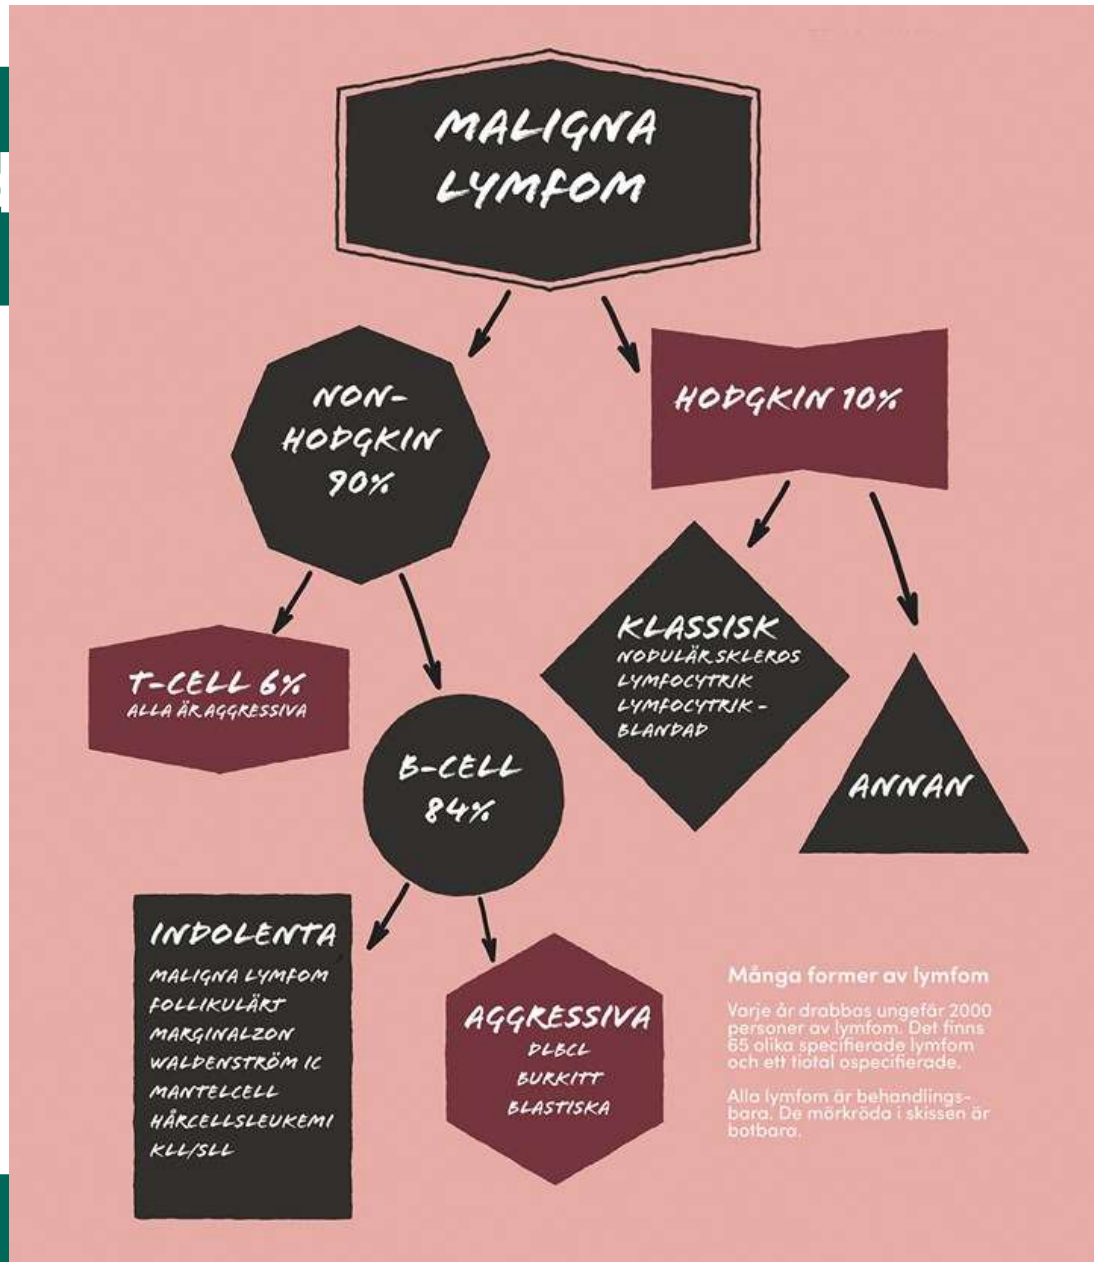 MALIGNA
LYMFOM
NON-
HODGKIN
90%
HODGKIN 10%
T-CELL 6%
ALLA ÄR AGGRESSIVA
B-CELL
84%
KLASSISK
NODULÄR SKLEROS
LYMFOCYTRIK
LYMFOCYTRIK -
BLANDAD
ANNAN
INDOLENTA
MALIGNA LYMFOM
FOLLIKULÄRT
MARGINALZON
WALDENSTRÖM IC
MANTELCELL
HÅRCELLSLEUKEMI
KLL/SLL
AGGRESSIVA
DLBCL
BURKITT
BLASTISKA
Många former av lymfom
Varje år drabbas ungefär 2000
personer av lymfom. Det finns
65 olika specifierade lymfom
och ett tiotal ospecifierade.
Alla lymfom är behandlings-
bara. De mörkröda i skissen är
botbara.